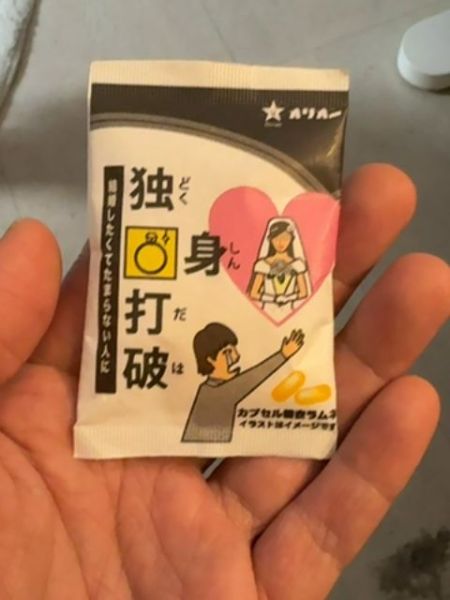 オリオン
独身打破
どくしんだは
結婚したくてたまらない人に
カプセル型ラムネ
イラストはイメージです